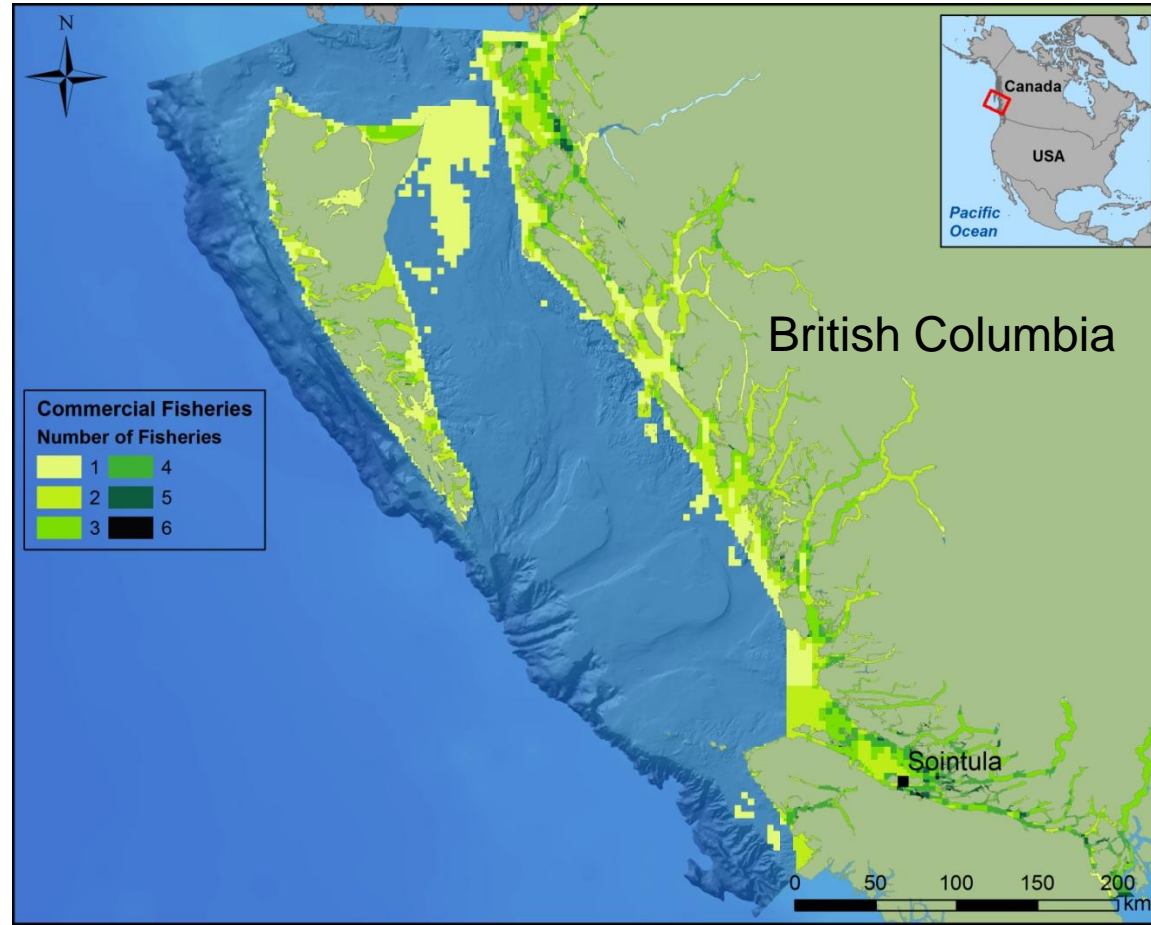 N
Canada
USA
Pacific
Ocean
British Columbia
Commercial Fisheries
Number of Fisheries
1 4
2 5
3 6
Sointula
0 50 100 150 200
km